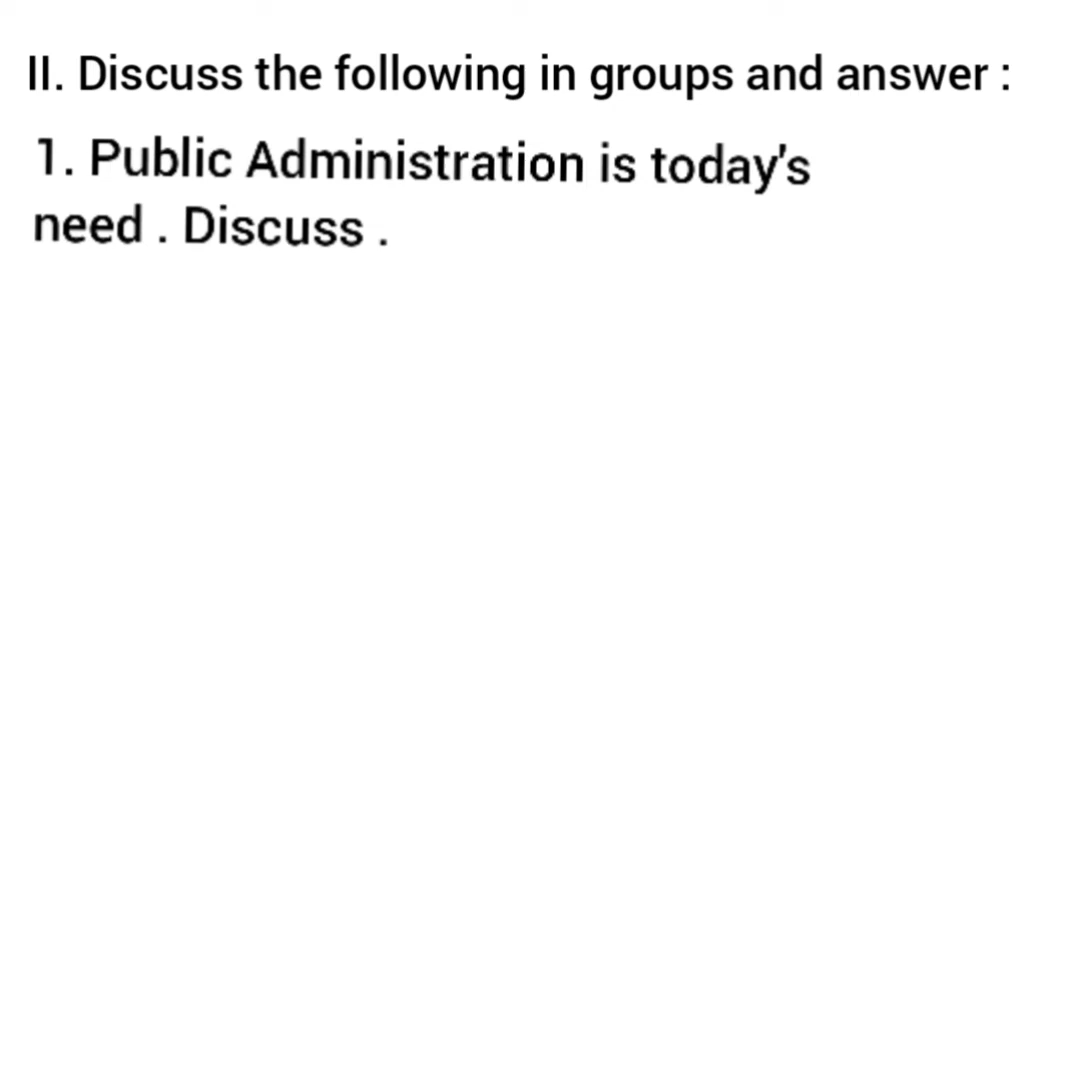 II. Discuss the following in groups and answer :
1. Public Administration is today's
need . Discuss .